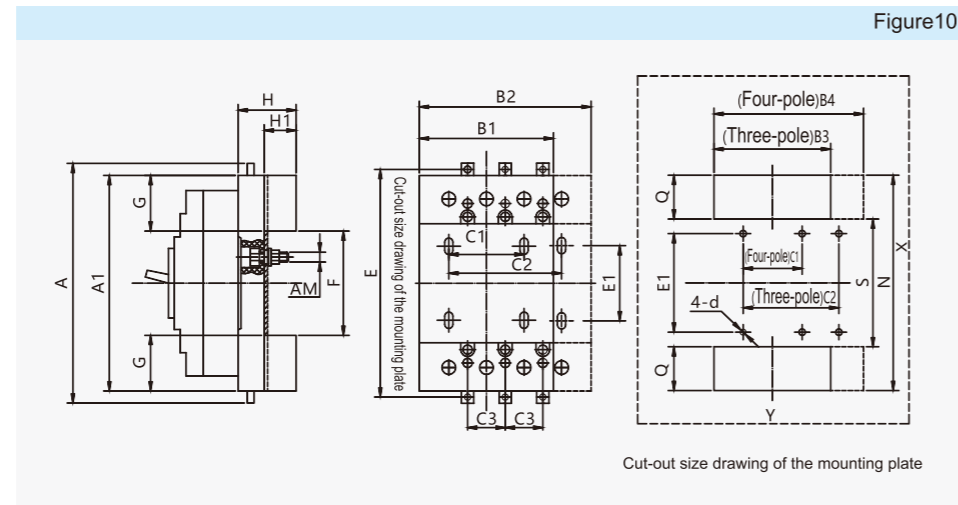 Figure10
H
H1
A
A1
G
G
F
AM
B2
B1
Cut-out size drawing of the mounting plate
C1
C2
E
E1
C3
C3
(Four-pole)B4
(Three-pole)B3
Q
X
(Four-pole)C1
E1
S
N
(Three-pole)C2
4-d
Q
Y
Cut-out size drawing of the mounting plate